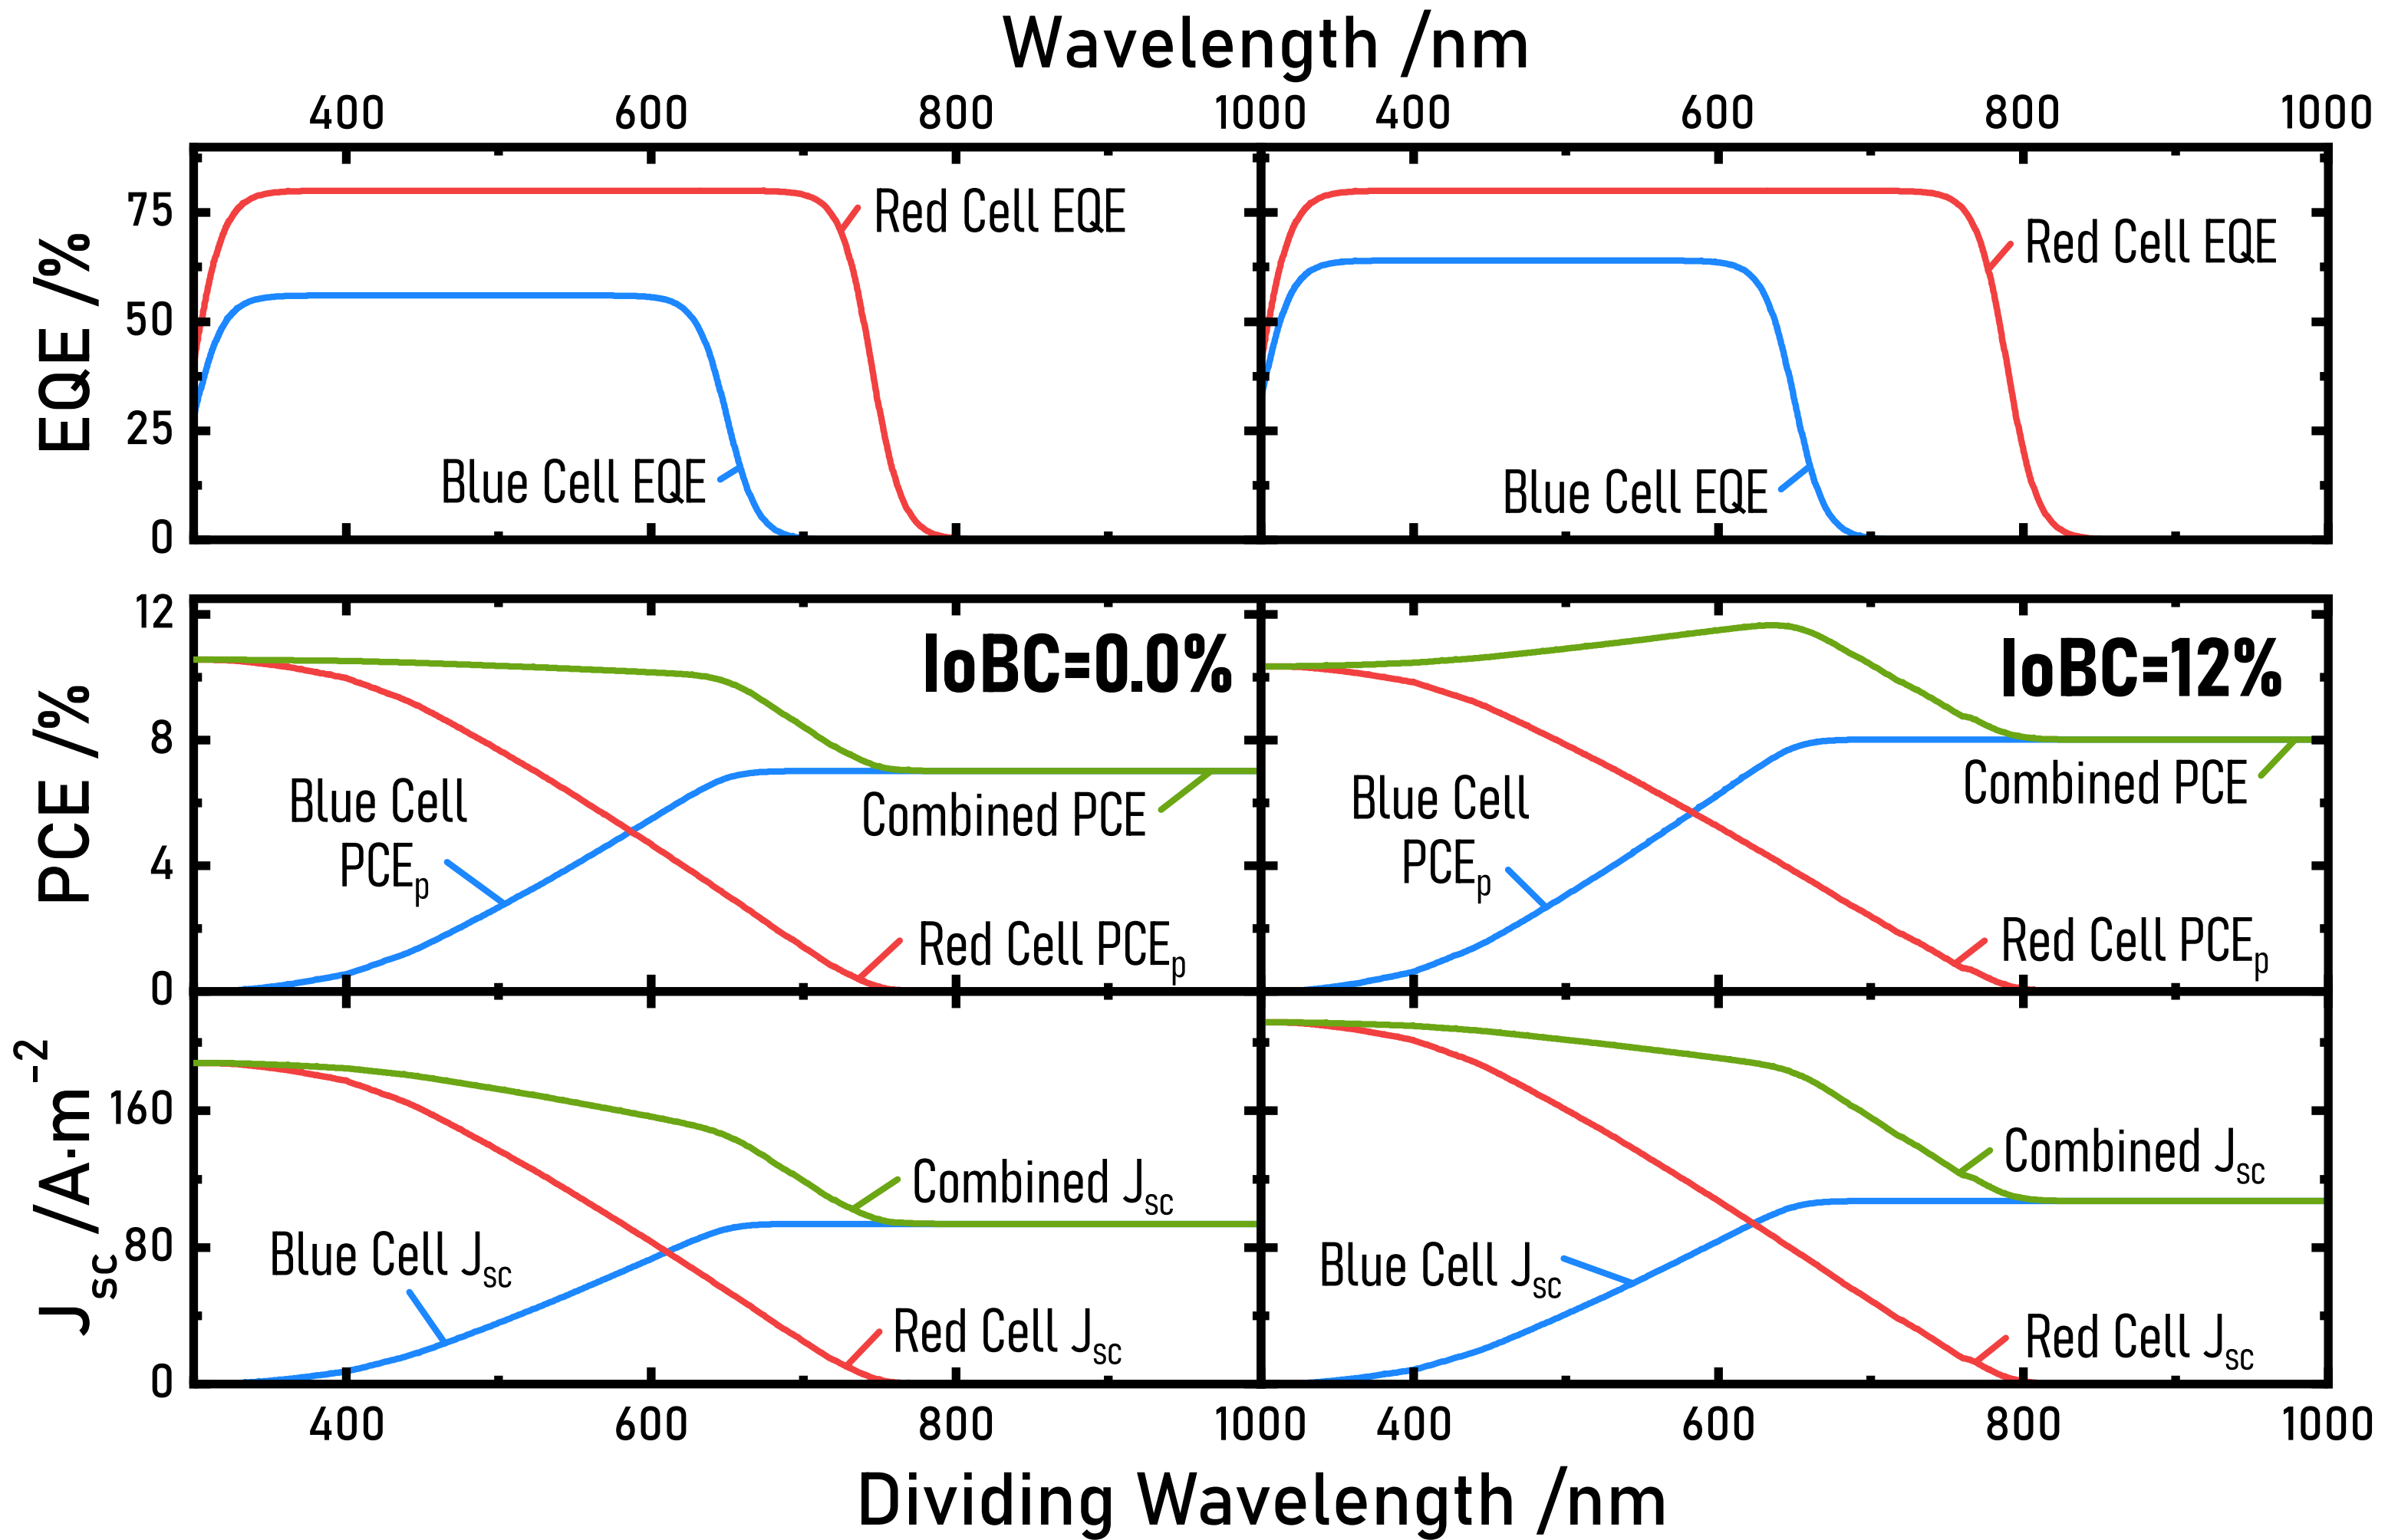 Wavelength /nm
400 600 800 1000 400 600 800 1000
EQE /%
75
50
25
0
Red Cell EQE
Blue Cell EQE
Red Cell EQE
Blue Cell EQE
PCE /%
12
8
4
0
IoBC=0.0%
Blue Cell
PCEp
Combined PCE
Red Cell PCEp
IoBC=12%
Blue Cell
PCEp
Combined PCE
Red Cell PCEp
Jsc /A·m⁻²
160
80
0
Combined Jsc
Blue Cell Jsc
Red Cell Jsc
Combined Jsc
Blue Cell Jsc
Red Cell Jsc
400 600 800 1000 400 600 800 1000
Dividing Wavelength /nm